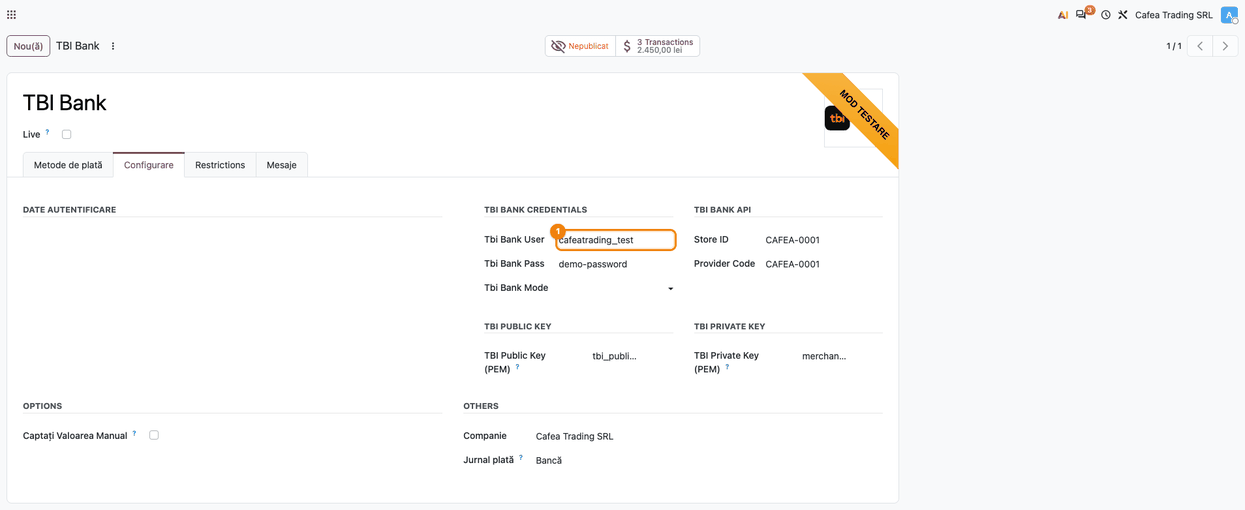 3
Cafea Trading SRL
A
Nou(ă)
TBI Bank
Nepublicat
3 Transactions
2.450,00 lei
1 / 1
TBI Bank
tbi
MOD TESTARE
Live ?
Metode de plată
Configurare
Restrictions
Mesaje
DATE AUTENTIFICARE
TBI BANK CREDENTIALS
TBI BANK API
1
Tbi Bank User cafeatrading_test
Store ID CAFEA-0001
Tbi Bank Pass demo-password
Provider Code CAFEA-0001
Tbi Bank Mode
TBI PUBLIC KEY
TBI PRIVATE KEY
TBI Public Key
(PEM) ?
tbi_publi...
TBI Private Key
(PEM) ?
merchan...
OPTIONS
OTHERS
Captați Valoarea Manual ?
Companie Cafea Trading SRL
Jurnal plată ? Bancă